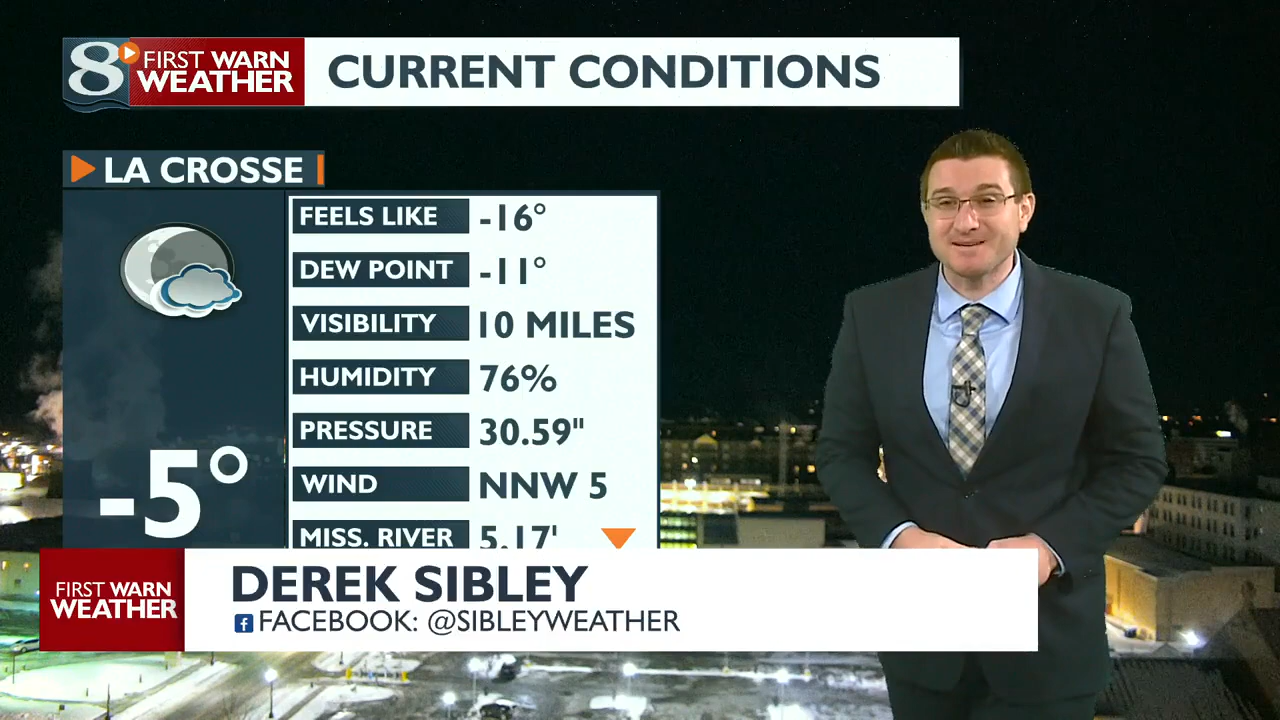 8 FIRST WARN WEATHER
CURRENT CONDITIONS
LA CROSSE
-5°
FEELS LIKE -16°
DEW POINT -11°
VISIBILITY 10 MILES
HUMIDITY 76%
PRESSURE 30.59"
WIND NNW 5
MISS. RIVER 5.17'
FIRST WARN
WEATHER
DEREK SIBLEY
FACEBOOK: @SIBLEYWEATHER